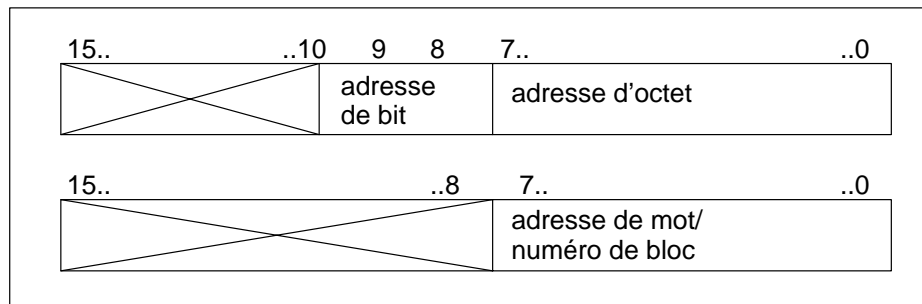 15.. ..10 9 8 7.. ..0
adresse
de bit
adresse d'octet
15.. ..8 7.. ..0
adresse de mot/
numéro de bloc